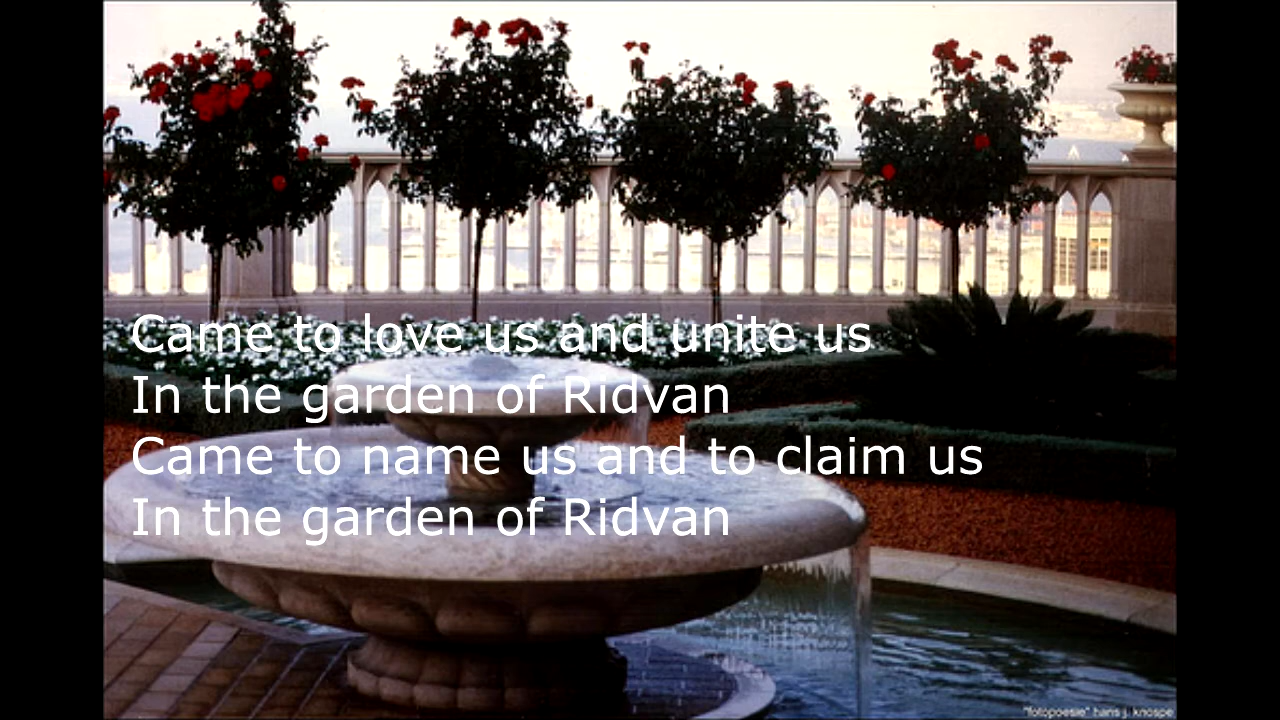 Came to love us and unite us
In the garden of Ridvan
Came to name us and to claim us
In the garden of Ridvan
"fotopoesie" hans j. knospe